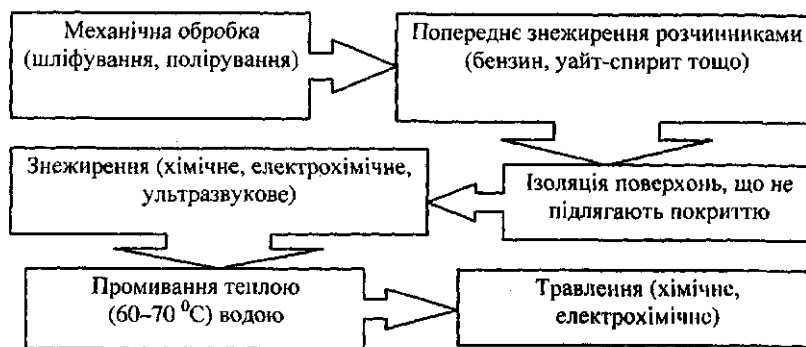 Механічна обробка
(шліфування, полірування)
Попереднє знежирення розчинниками
(бензин, уайт-спирит тощо)
Знежирення (хімічне, електрохімічне,
ультразвукове)
Ізоляція поверхонь, що не
підлягають покриттю
Промивання теплою
(60–70 ⁰С) водою
Травлення (хімічне,
електрохімічне)